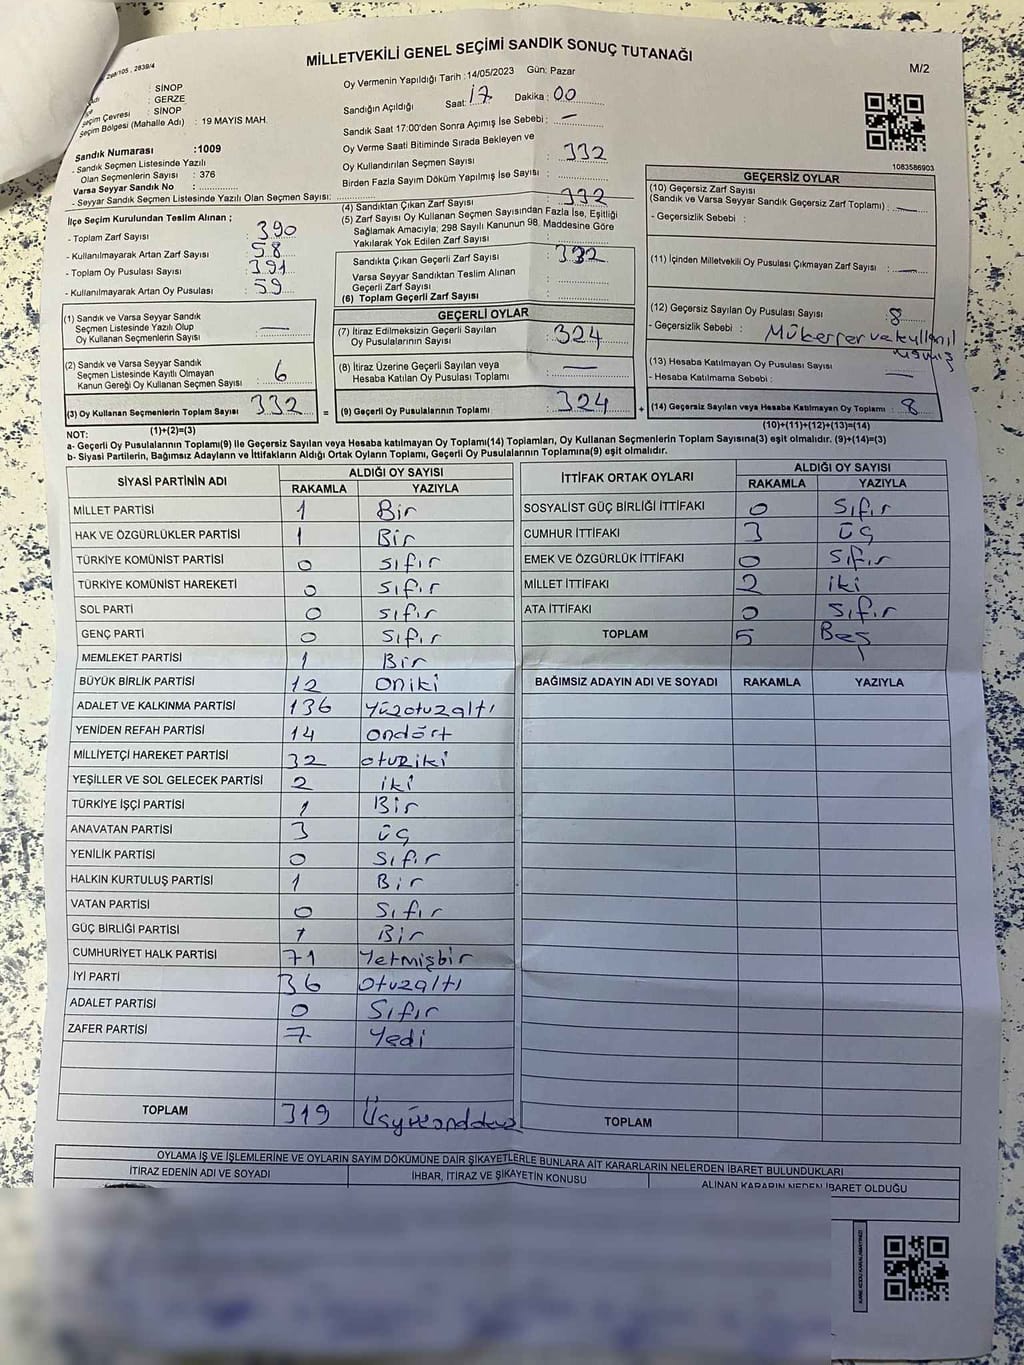 MİLLETVEKİLİ GENEL SEÇİMİ SANDIK SONUÇ TUTANAĞI
M/2
298/105 , 2839/4
: SİNOP
: GERZE
Seçim Çevresi : SİNOP
Seçim Bölgesi (Mahalle Adı) : 19 MAYIS MAH.
Sandık Numarası :1009
- Sandık Seçmen Listesinde Yazılı
Olan Seçmenlerin Sayısı : 376
Varsa Seyyar Sandık No :
- Seyyar Sandık Seçmen Listesinde Yazılı Olan Seçmen Sayısı:
Oy Vermenin Yapıldığı Tarih :14/05/2023 Gün: Pazar
Sandığın Açıldığı Saat: 17 Dakika : 00
Sandık Saat 17:00'den Sonra Açımış İse Sebebi : —
Oy Verme Saati Bitiminde Sırada Bekleyen ve
Oy Kullandırılan Seçmen Sayısı : 332
Birden Fazla Sayım Döküm Yapılmış İse Sayısı :
1083586903
İlçe Seçim Kurulundan Teslim Alınan ;
- Toplam Zarf Sayısı : 390
- Kullanılmayarak Artan Zarf Sayısı : 58
- Toplam Oy Pusulası Sayısı : 391
- Kullanılmayarak Artan Oy Pusulası : 59
(4) Sandıktan Çıkan Zarf Sayısı : 332
(5) Zarf Sayısı Oy Kullanan Seçmen Sayısından Fazla İse, Eşitliği
Sağlamak Amacıyla; 298 Sayılı Kanunun 98. Maddesine Göre
Yakılarak Yok Edilen Zarf Sayısı :
Sandıkta Çıkan Geçerli Zarf Sayısı : 332
Varsa Seyyar Sandıktan Teslim Alınan
Geçerli Zarf Sayısı :
(6) Toplam Geçerli Zarf Sayısı :
GEÇERSİZ OYLAR
(10) Geçersiz Zarf Sayısı
(Sandık ve Varsa Seyyar Sandık Geçersiz Zarf Toplamı) : —
- Geçersizlik Sebebi :
(11) İçinden Milletvekili Oy Pusulası Çıkmayan Zarf Sayısı : —
(12) Geçersiz Sayılan Oy Pusulası Sayısı : 8
- Geçersizlik Sebebi : Mükerrer va kullanıl
mamış
(13) Hesaba Katılmayan Oy Pusulası Sayısı : —
- Hesaba Katılmama Sebebi :
(14) Geçersiz Sayılan veya Hesaba Katılmayan Oy Toplamı : 8
(10)+(11)+(12)+(13)=(14)
(1) Sandık ve Varsa Seyyar Sandık
Seçmen Listesinde Yazılı Olup
Oy Kullanan Seçmenlerin Sayısı : —
(2) Sandık ve Varsa Seyyar Sandık
Seçmen Listesinde Kayıtlı Olmayan
Kanun Gereği Oy Kullanan Seçmen Sayısı : 6
(3) Oy Kullanan Seçmenlerin Toplam Sayısı : 332 =
(1)+(2)=(3)
GEÇERLİ OYLAR
(7) İtiraz Edilmeksizin Geçerli Sayılan
Oy Pusulalarının Sayısı : 324
(8) İtiraz Üzerine Geçerli Sayılan veya
Hesaba Katılan Oy Pusulası Toplamı : —
(9) Geçerli Oy Pusulalarının Toplamı : 324 +
NOT:
a- Geçerli Oy Pusulalarının Toplamı(9) ile Geçersiz Sayılan veya Hesaba katılmayan Oy Toplamı(14) Toplamları, Oy Kullanan Seçmenlerin Toplam Sayısına(3) eşit olmalıdır. (9)+(14)=(3)
b- Siyasi Partilerin, Bağımsız Adayların ve İttifakların Aldığı Ortak Oyların Toplamı, Geçerli Oy Pusulalarının Toplamına(9) eşit olmalıdır.
SİYASİ PARTİNİN ADI ALDIĞI OY SAYISI
RAKAMLA YAZIYLA
MİLLET PARTİSİ 1 Bir
HAK VE ÖZGÜRLÜKLER PARTİSİ 1 Bir
TÜRKİYE KOMÜNİST PARTİSİ 0 sıfır
TÜRKİYE KOMÜNİST HAREKETİ 0 sıfır
SOL PARTİ 0 sıfır
GENÇ PARTİ 0 sıfır
MEMLEKET PARTİSİ 1 Bir
BÜYÜK BİRLİK PARTİSİ 12 Oniki
ADALET VE KALKINMA PARTİSİ 136 Yüzotuzaltı
YENİDEN REFAH PARTİSİ 14 ondört
MİLLİYETÇİ HAREKET PARTİSİ 32 otuziki
YEŞİLLER VE SOL GELECEK PARTİSİ 2 iki
TÜRKİYE İŞÇİ PARTİSİ 1 Bir
ANAVATAN PARTİSİ 3 üç
YENİLİK PARTİSİ 0 Sıfır
HALKIN KURTULUŞ PARTİSİ 1 Bir
VATAN PARTİSİ 0 Sıfır
GÜÇ BİRLİĞİ PARTİSİ 1 Bir
CUMHURİYET HALK PARTİSİ 71 Yetmişbir
İYİ PARTİ 36 Otuzaltı
ADALET PARTİSİ 0 Sıfır
ZAFER PARTİSİ 7 Yedi
TOPLAM 319
İTTİFAK ORTAK OYLARI ALDIĞI OY SAYISI
RAKAMLA YAZIYLA
SOSYALİST GÜÇ BİRLİĞİ İTTİFAKI 0 Sıfır
CUMHUR İTTİFAKI 3 üç
EMEK VE ÖZGÜRLÜK İTTİFAKI 0 Sıfır
MİLLET İTTİFAKI 2 iki
ATA İTTİFAKI 0 Sıfır
TOPLAM 5 Beş
BAĞIMSIZ ADAYIN ADI VE SOYADI RAKAMLA YAZIYLA
TOPLAM
OYLAMA İŞ VE İŞLEMLERİNE VE OYLARIN SAYIM DÖKÜMÜNE DAİR ŞİKAYETLERLE BUNLARA AİT KARARLARIN NELERDEN İBARET BULUNDUKLARI
İTİRAZ EDENİN ADI VE SOYADI İHBAR, İTİRAZ VE ŞİKAYETİN KONUSU ALINAN KARARIN NEDEN İBARET OLDUĞU
KARE KODU KARALAMAYINIZ!